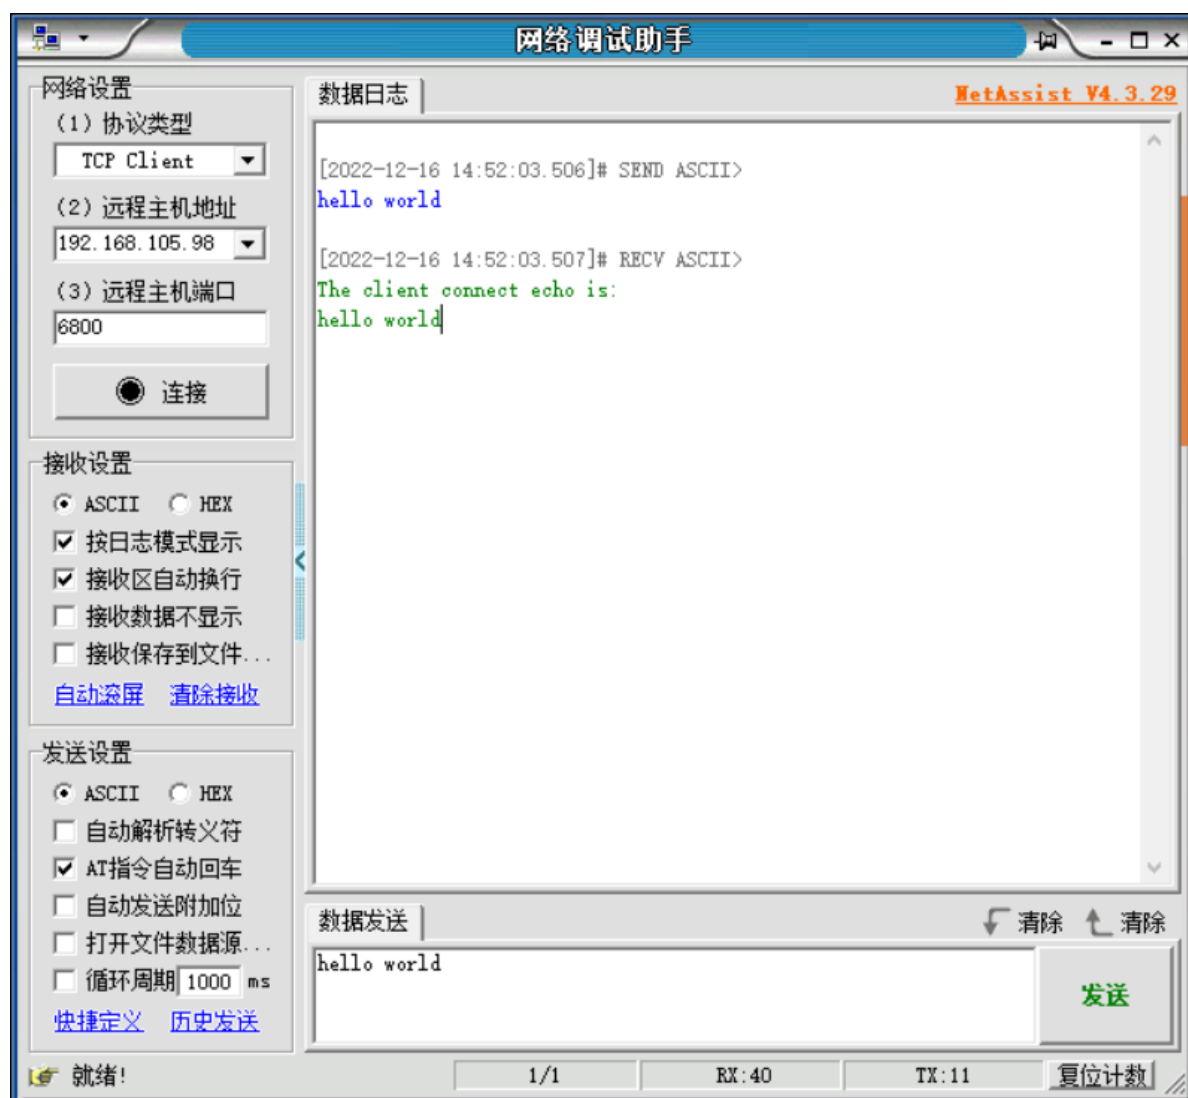 网络调试助手
网络设置
(1) 协议类型
TCP Client
(2) 远程主机地址
192.168.105.98
(3) 远程主机端口
6800
连接
接收设置
ASCII HEX
按日志模式显示
接收区自动换行
接收数据不显示
接收保存到文件...
自动滚屏 清除接收
发送设置
ASCII HEX
自动解析转义符
AT指令自动回车
自动发送附加位
打开文件数据源...
循环周期 1000 ms
快捷定义 历史发送
数据日志 NetAssist V4.3.29
[2022-12-16 14:52:03.506]# SEND ASCII>
hello world
[2022-12-16 14:52:03.507]# RECV ASCII>
The client connect echo is:
hello world
数据发送 清除 清除
hello world
发送
就绪! 1/1 RX:40 TX:11 复位计数